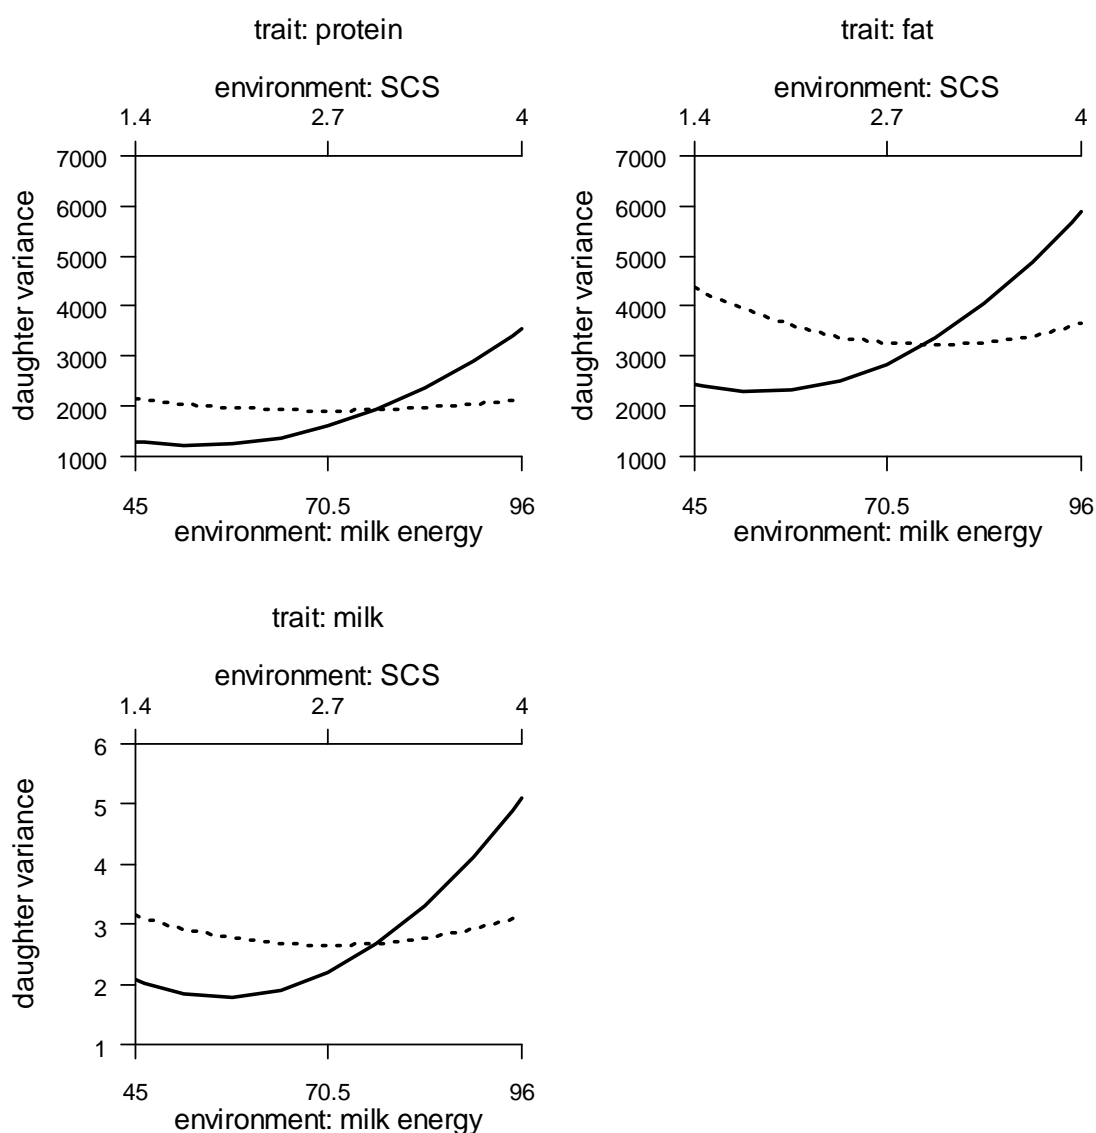 trait: protein
environment: SCS
1.4 2.7 4
7000
6000
5000
4000
3000
2000
1000
daughter variance
45 70.5 96
environment: milk energy
trait: fat
environment: SCS
1.4 2.7 4
7000
6000
5000
4000
3000
2000
1000
daughter variance
45 70.5 96
environment: milk energy
trait: milk
environment: SCS
1.4 2.7 4
6
5
4
3
2
1
daughter variance
45 70.5 96
environment: milk energy